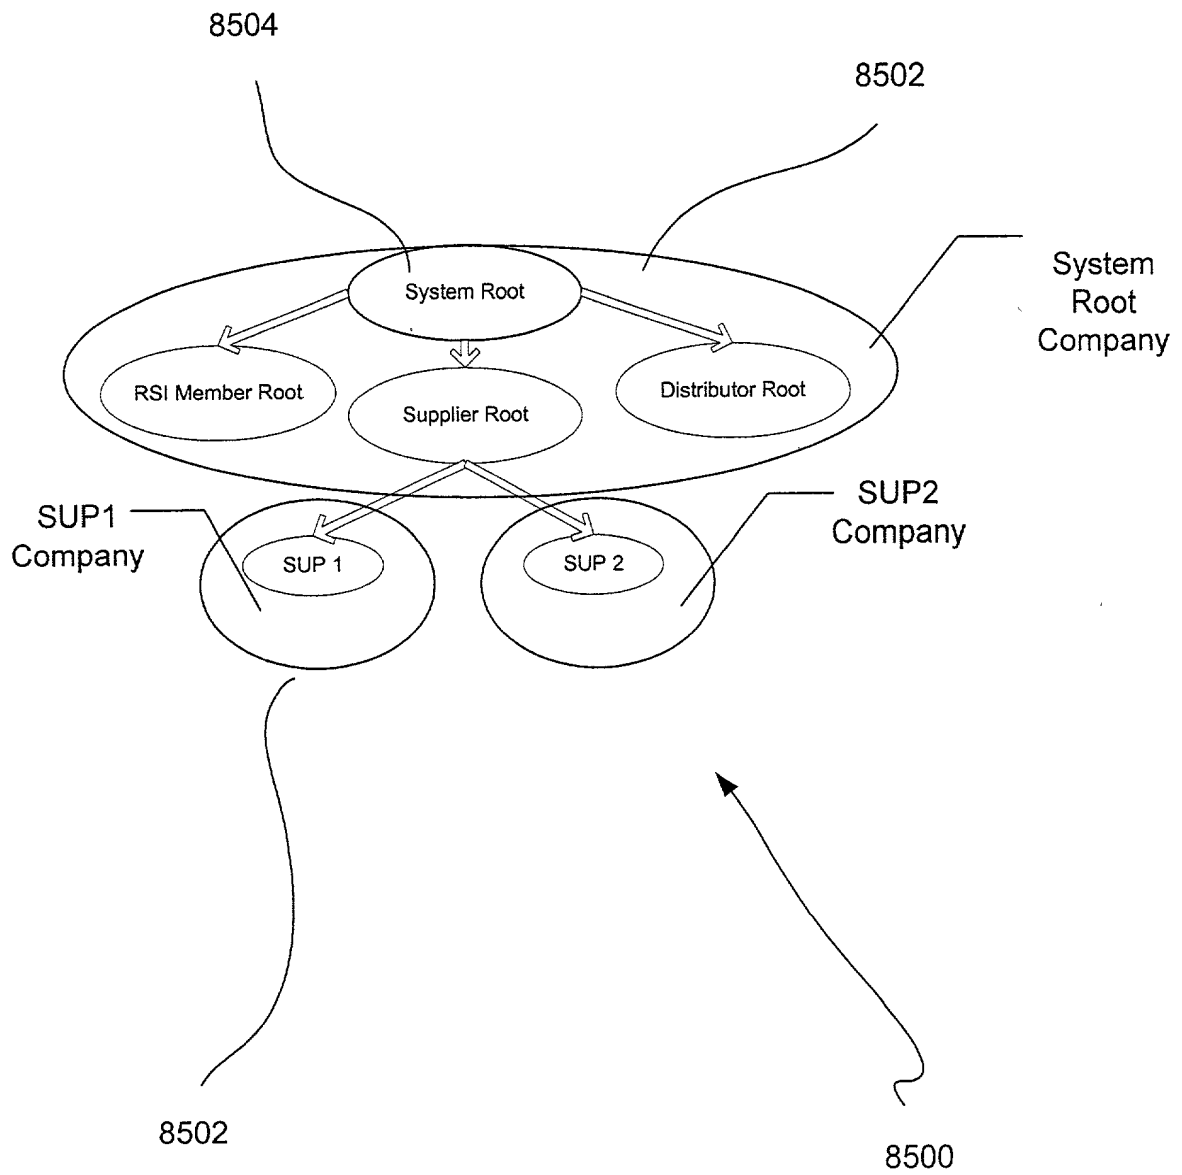 8504
8502
System Root
System
Root
Company
RSI Member Root
Supplier Root
Distributor Root
SUP1
Company
SUP2
Company
SUP 1
SUP 2
8502
8500